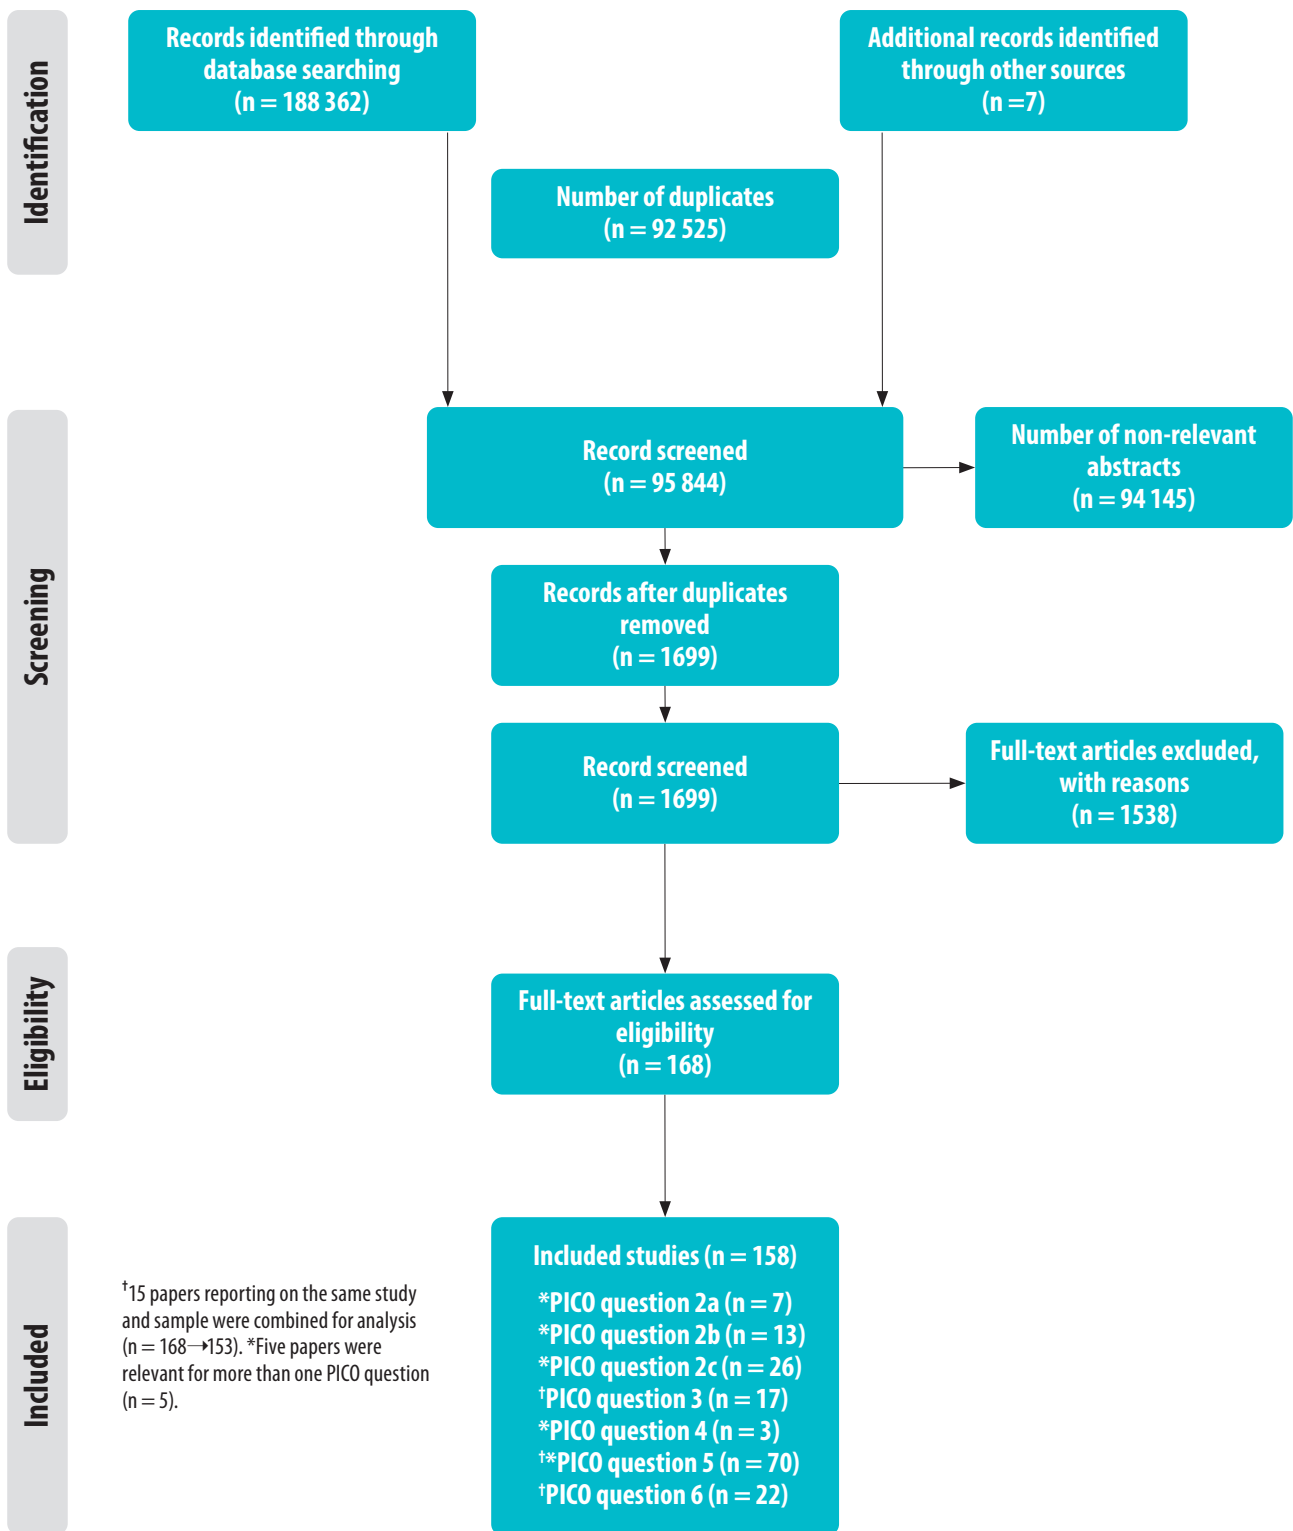 Identification
Records identified through
database searching
(n = 188 362)
Additional records identified
through other sources
(n =7)
Number of duplicates
(n = 92 525)
Screening
Record screened
(n = 95 844)
Number of non-relevant
abstracts
(n = 94 145)
Records after duplicates
removed
(n = 1699)
Record screened
(n = 1699)
Full-text articles excluded,
with reasons
(n = 1538)
Eligibility
Full-text articles assessed for
eligibility
(n = 168)
Included
†15 papers reporting on the same study
and sample were combined for analysis
(n = 168→153). *Five papers were
relevant for more than one PICO question
(n = 5).
Included studies (n = 158)
*PICO question 2a (n = 7)
*PICO question 2b (n = 13)
*PICO question 2c (n = 26)
†PICO question 3 (n = 17)
*PICO question 4 (n = 3)
†*PICO question 5 (n = 70)
†PICO question 6 (n = 22)